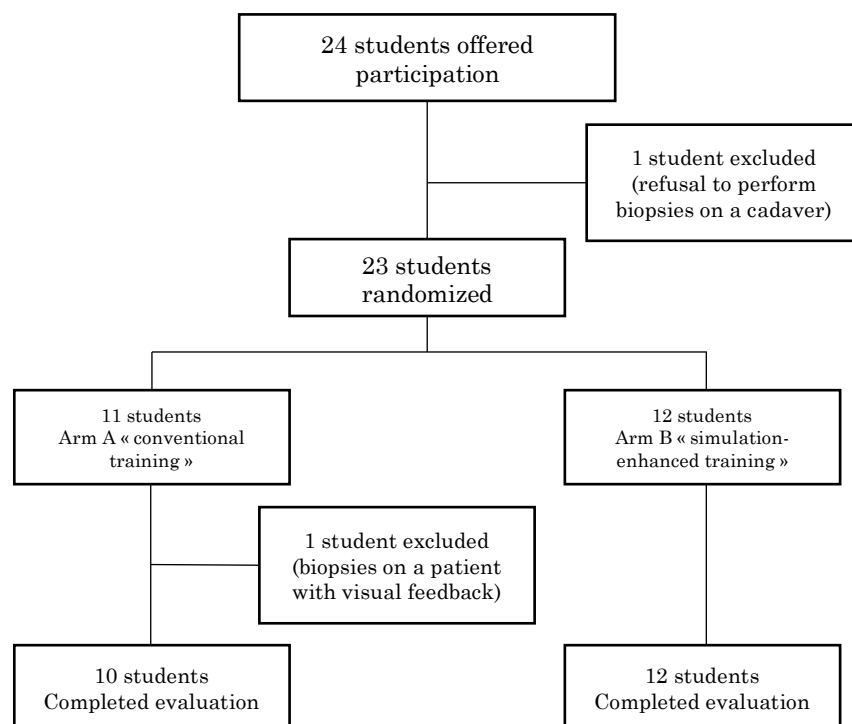 24 students offered
participation
1 student excluded
(refusal to perform
biopsies on a cadaver)
23 students
randomized
11 students
Arm A « conventional
training »
12 students
Arm B « simulation-
enhanced training »
1 student excluded
(biopsies on a patient
with visual feedback)
10 students
Completed evaluation
12 students
Completed evaluation